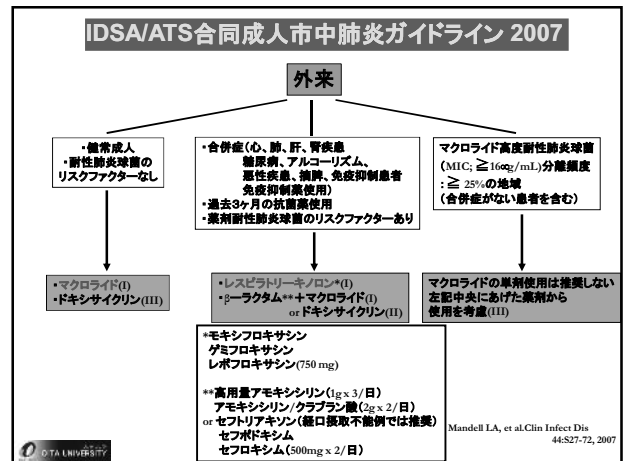 IDSA/ATS合同成人市中肺炎ガイドライン 2007
外来
・健常成人
・耐性肺炎球菌の
リスクファクターなし
・合併症(心、肺、肝、腎疾患
糖尿病、アルコーリズム、
悪性疾患、摘脾、免疫抑制患者
免疫抑制薬使用)
・過去3ヶ月の抗菌薬使用
・薬剤耐性肺炎球菌のリスクファクターあり
マクロライド高度耐性肺炎球菌
(MIC; ≧16∞g/mL)分離頻度
: ≧ 25%の地域
(合併症がない患者を含む)
・マクロライド(I)
・ドキシサイクリン(III)
・レスピラトリーキノロン*(I)
・βーラクタム**+マクロライド(I)
or ドキシサイクリン(II)
マクロライドの単剤使用は推奨しない
左記中央にあげた薬剤から
使用を考慮(III)
*モキシフロキサシン
ゲミフロキサシン
レボフロキサシン(750 mg)
**高用量アモキシシリン(1g x 3/日)
アモキシシリン/クラブラン酸(2g x 2/日)
or セフトリアキソン(経口摂取不能例では推奨)
セフポドキシム
セフロキシム(500mg x 2/日)
Mandell LA, et al.Clin Infect Dis
44:S27-72, 2007
OITA UNIVERSITY